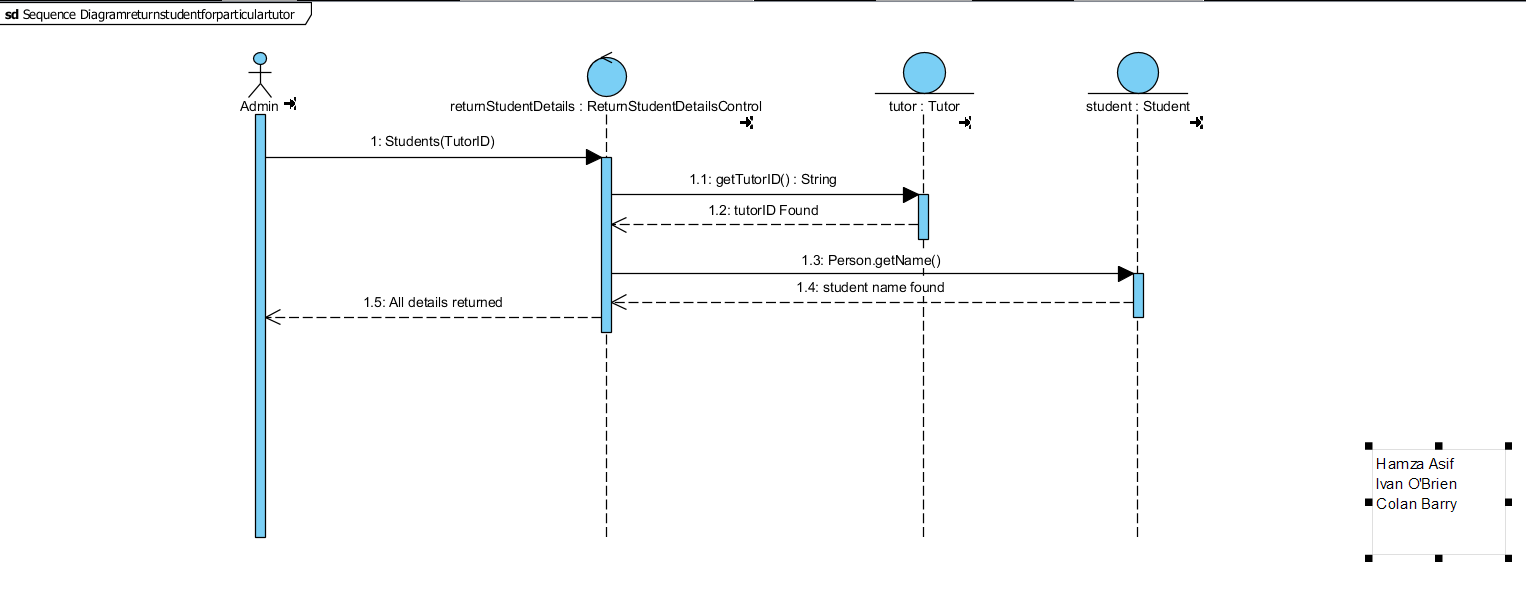 sd Sequence Diagramreturnstudentforparticulartutor
Admin
returnStudentDetails : ReturnStudentDetailsControl
tutor : Tutor
student : Student
1: Students(TutorID)
1.1: getTutorID() : String
1.2: tutorID Found
1.3: Person.getName()
1.4: student name found
1.5: All details returned
Hamza Asif
Ivan O'Brien
Colan Barry